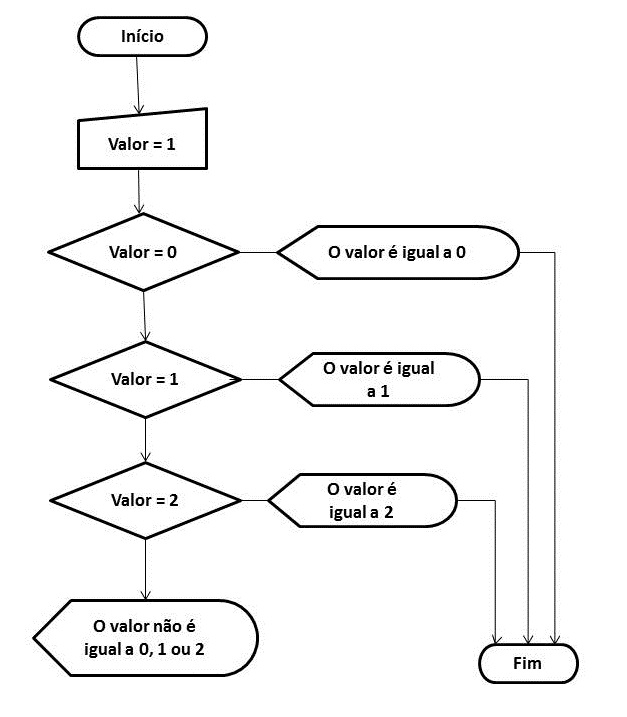 Início
Valor = 1
Valor = 0
O valor é igual a 0
Valor = 1
O valor é igual
a 1
Valor = 2
O valor é
igual a 2
O valor não é
igual a 0, 1 ou 2
Fim